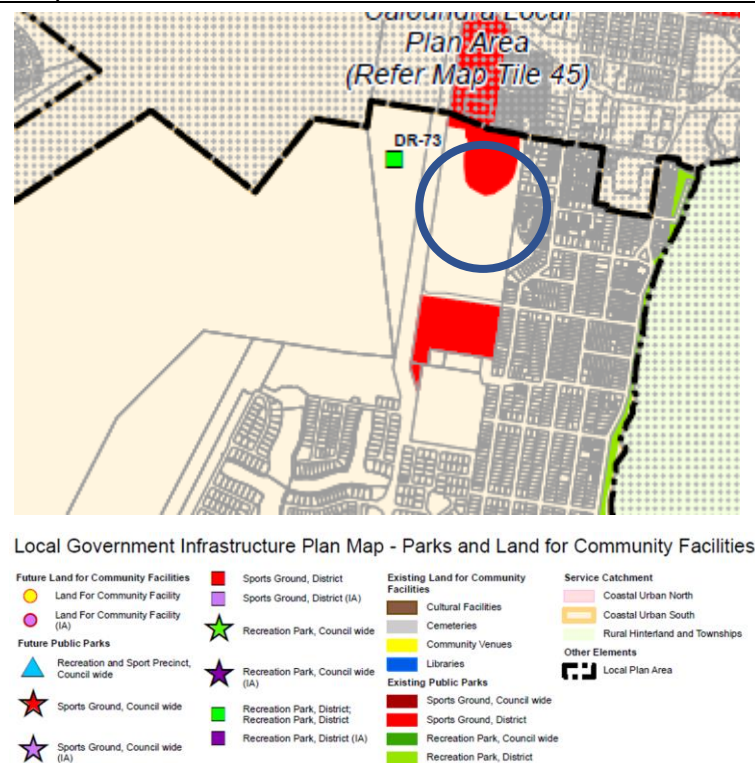 Caloundra Local
Plan Area
(Refer Map Tile 45)
DR-73
Local Government Infrastructure Plan Map - Parks and Land for Community Facilities
Future Land for Community Facilities
Land For Community Facility
Land For Community Facility
(IA)
Future Public Parks
Recreation and Sport Precinct,
Council wide
Sports Ground, Council wide
Sports Ground, Council wide
(IA)
Sports Ground, District
Sports Ground, District (IA)
Recreation Park, Council wide
Recreation Park, Council wide
(IA)
Recreation Park, District;
Recreation Park, District
Recreation Park, District (IA)
Existing Land for Community
Facilities
Cultural Facilities
Cemeteries
Community Venues
Libraries
Existing Public Parks
Sports Ground, Council wide
Sports Ground, District
Recreation Park, Council wide
Recreation Park, District
Service Catchment
Coastal Urban North
Coastal Urban South
Rural Hinterland and Townships
Other Elements
Local Plan Area